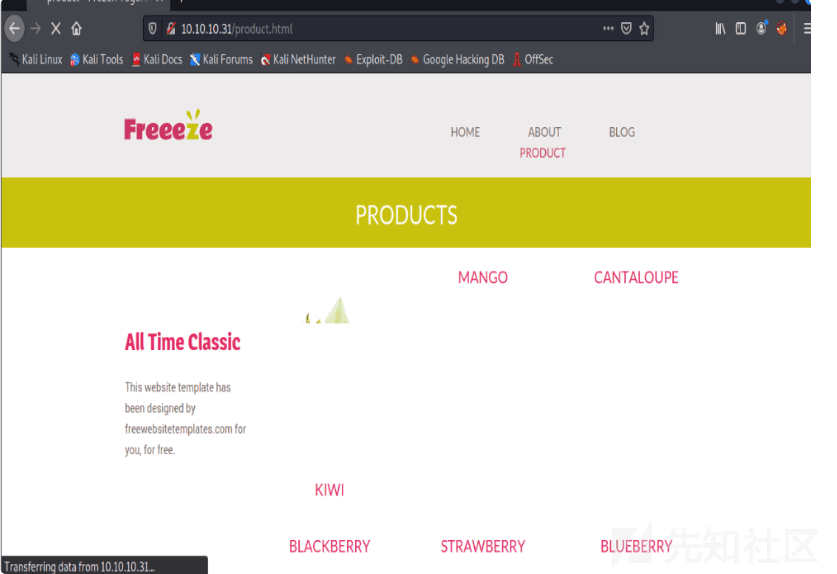 10.10.10.31/product.html
Kali Linux Kali Tools Kali Docs Kali Forums Kali NetHunter Exploit-DB Google Hacking DB OffSec
Freeeze
HOME ABOUT BLOG
PRODUCT
PRODUCTS
MANGO CANTALOUPE
All Time Classic
This website template has
been designed by
freewebsitetemplates.com for
you, for free.
KIWI
BLACKBERRY STRAWBERRY BLUEBERRY
先知社区
Transferring data from 10.10.10.31...